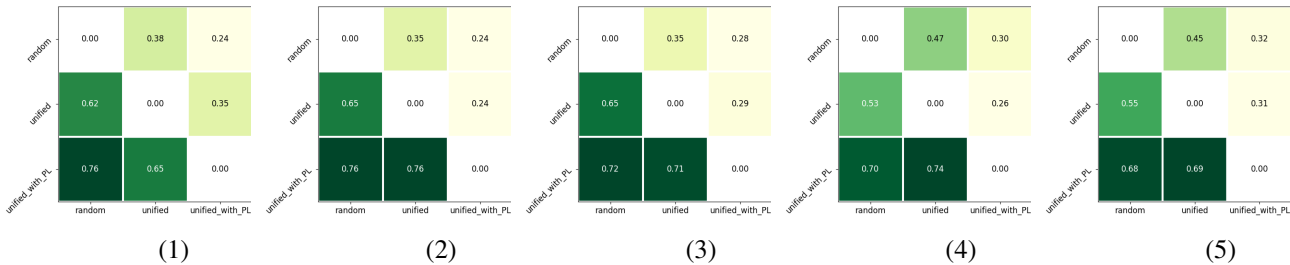 random 0.00 0.38 0.24
unified 0.62 0.00 0.35
unified_with_PL 0.76 0.65 0.00
random unified unified_with_PL
(1)
random 0.00 0.35 0.24
unified 0.65 0.00 0.24
unified_with_PL 0.76 0.76 0.00
random unified unified_with_PL
(2)
random 0.00 0.35 0.28
unified 0.65 0.00 0.29
unified_with_PL 0.72 0.71 0.00
random unified unified_with_PL
(3)
random 0.00 0.47 0.30
unified 0.53 0.00 0.26
unified_with_PL 0.70 0.74 0.00
random unified unified_with_PL
(4)
random 0.00 0.45 0.32
unified 0.55 0.00 0.31
unified_with_PL 0.68 0.69 0.00
random unified unified_with_PL
(5)